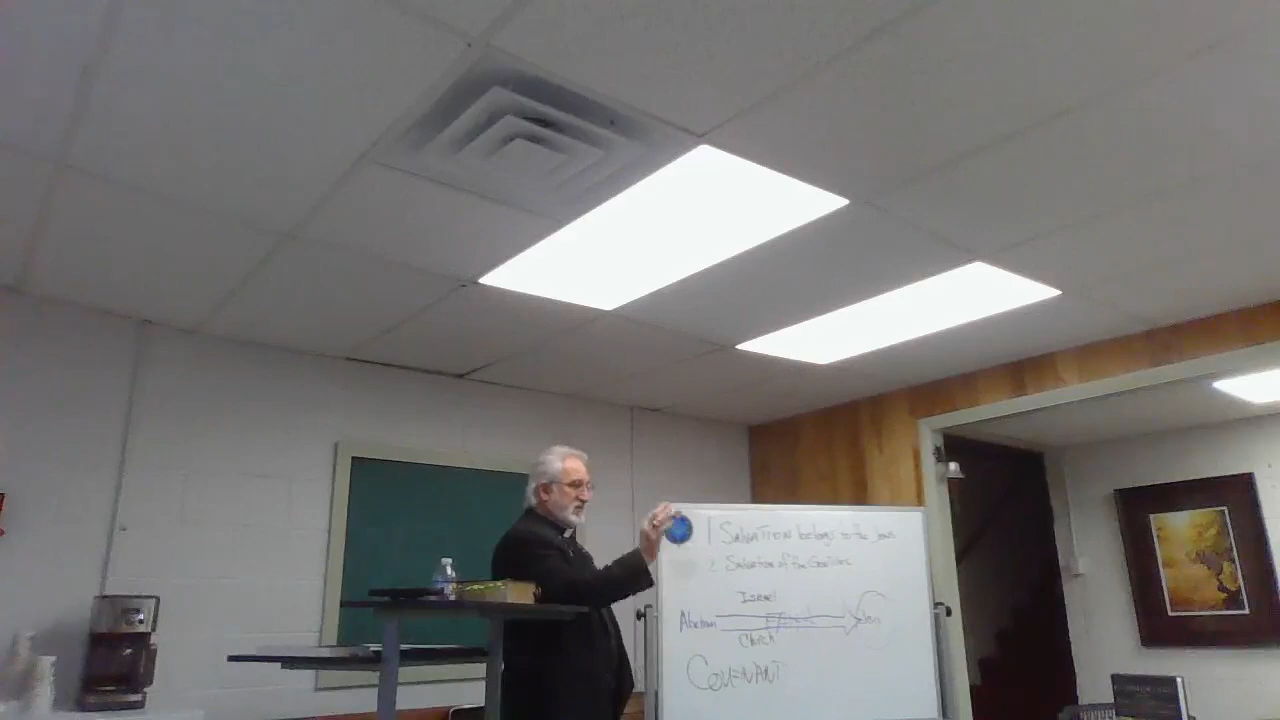 1 Salvation belongs to the Jews
2 Salvation of the Gentiles
Israel
Abraham
Church
COVENANT